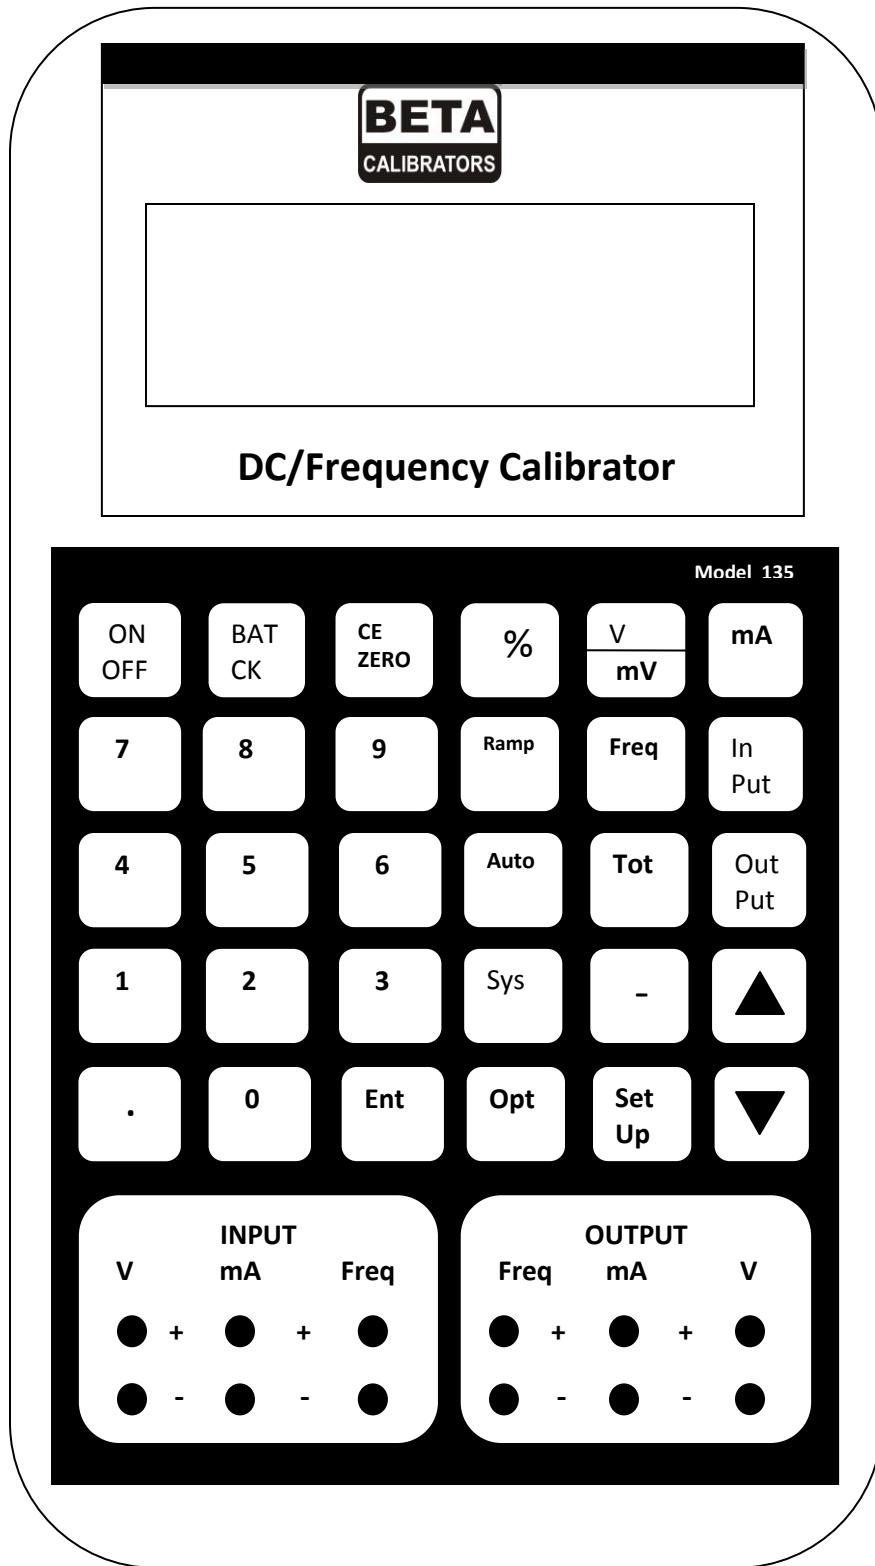 BETA
CALIBRATORS
DC/Frequency Calibrator
Model 135
ON OFF
BAT CK
CE ZERO
%
V mV
mA
7
8
9
Ramp
Freq
In Put
4
5
6
Auto
Tot
Out Put
1
2
3
Sys
-
.
0
Ent
Opt
Set Up
INPUT
V mA Freq
+ +
- -
OUTPUT
Freq mA V
+ +
- -